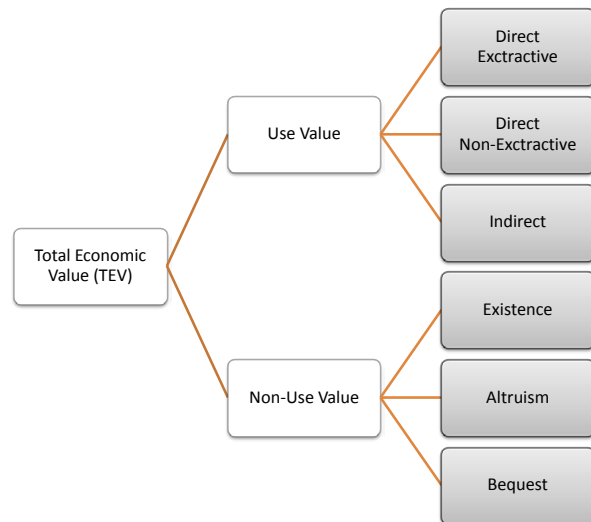 Total Economic
Value (TEV)
Use Value
Direct
Exctractive
Direct
Non-Exctractive
Indirect
Non-Use Value
Existence
Altruism
Bequest